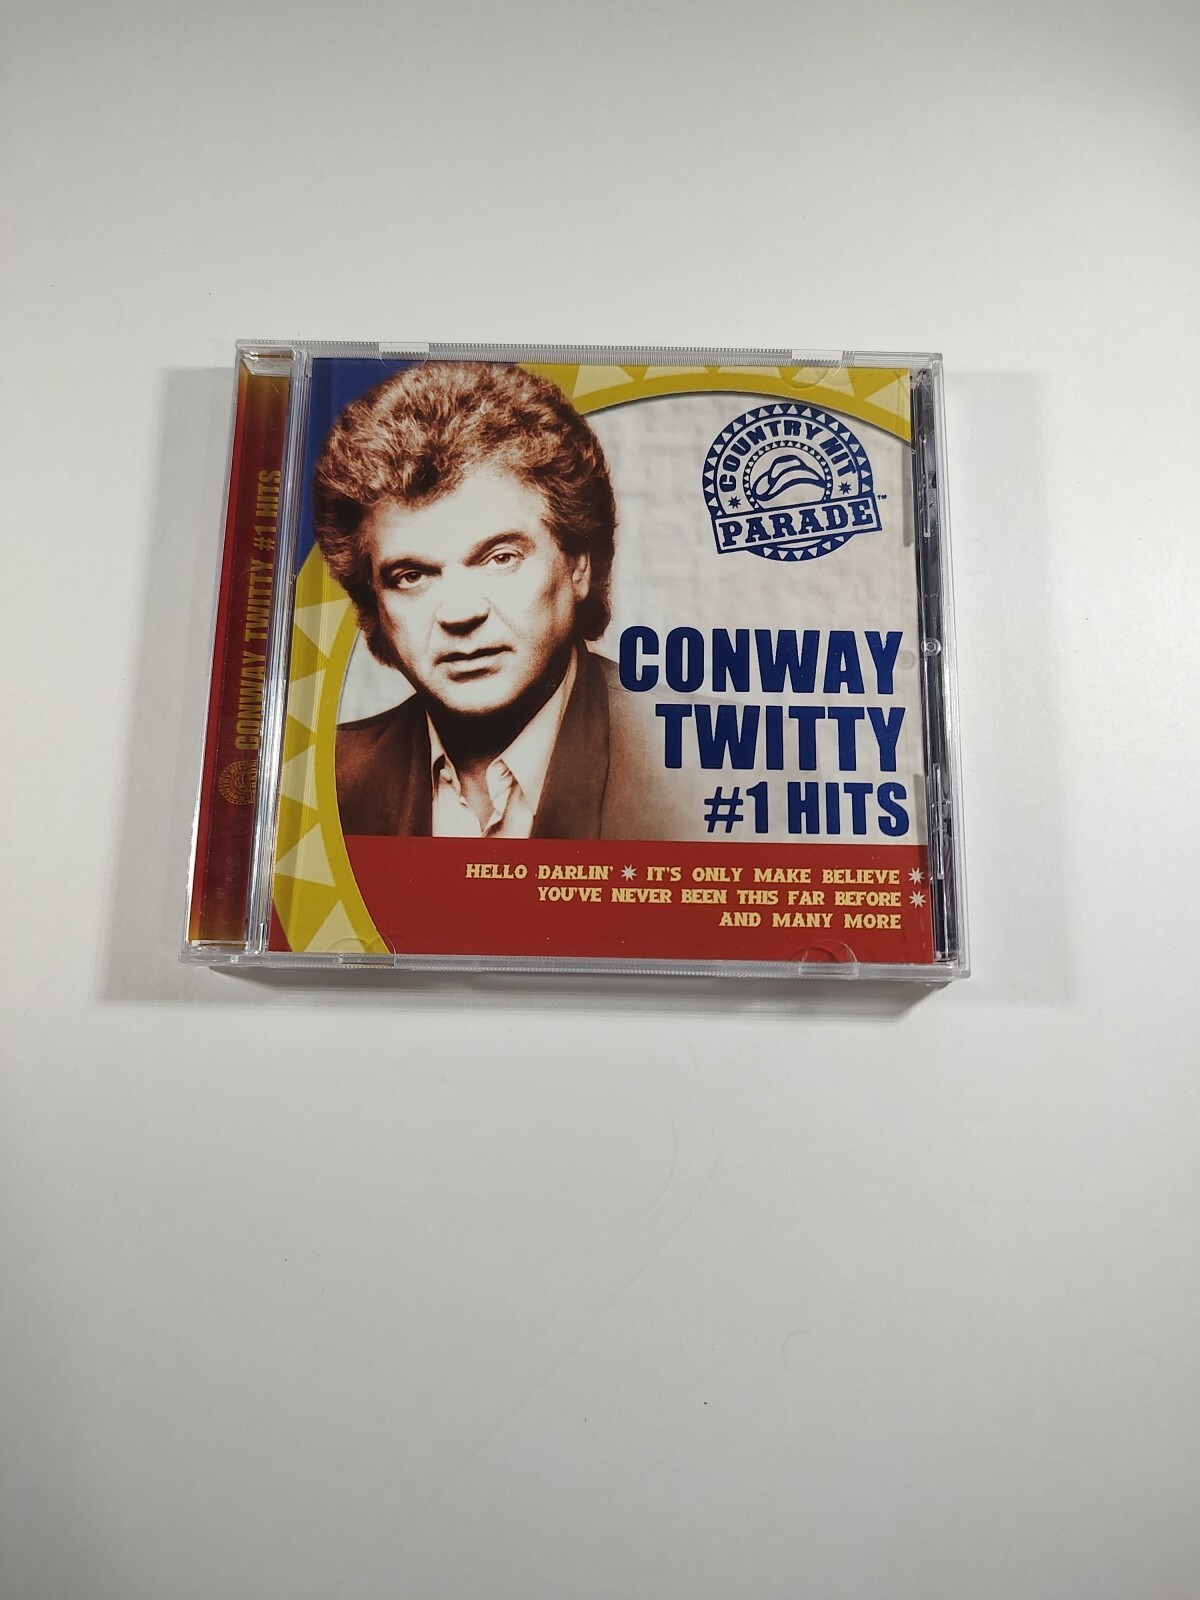 CONWAY TWITTY #1 HITS
COUNTRY HIT
PARADE™
CONWAY
TWITTY
#1 HITS
HELLO DARLIN' ✷ IT'S ONLY MAKE BELIEVE ✷
YOU'VE NEVER BEEN THIS FAR BEFORE ✷
AND MANY MORE